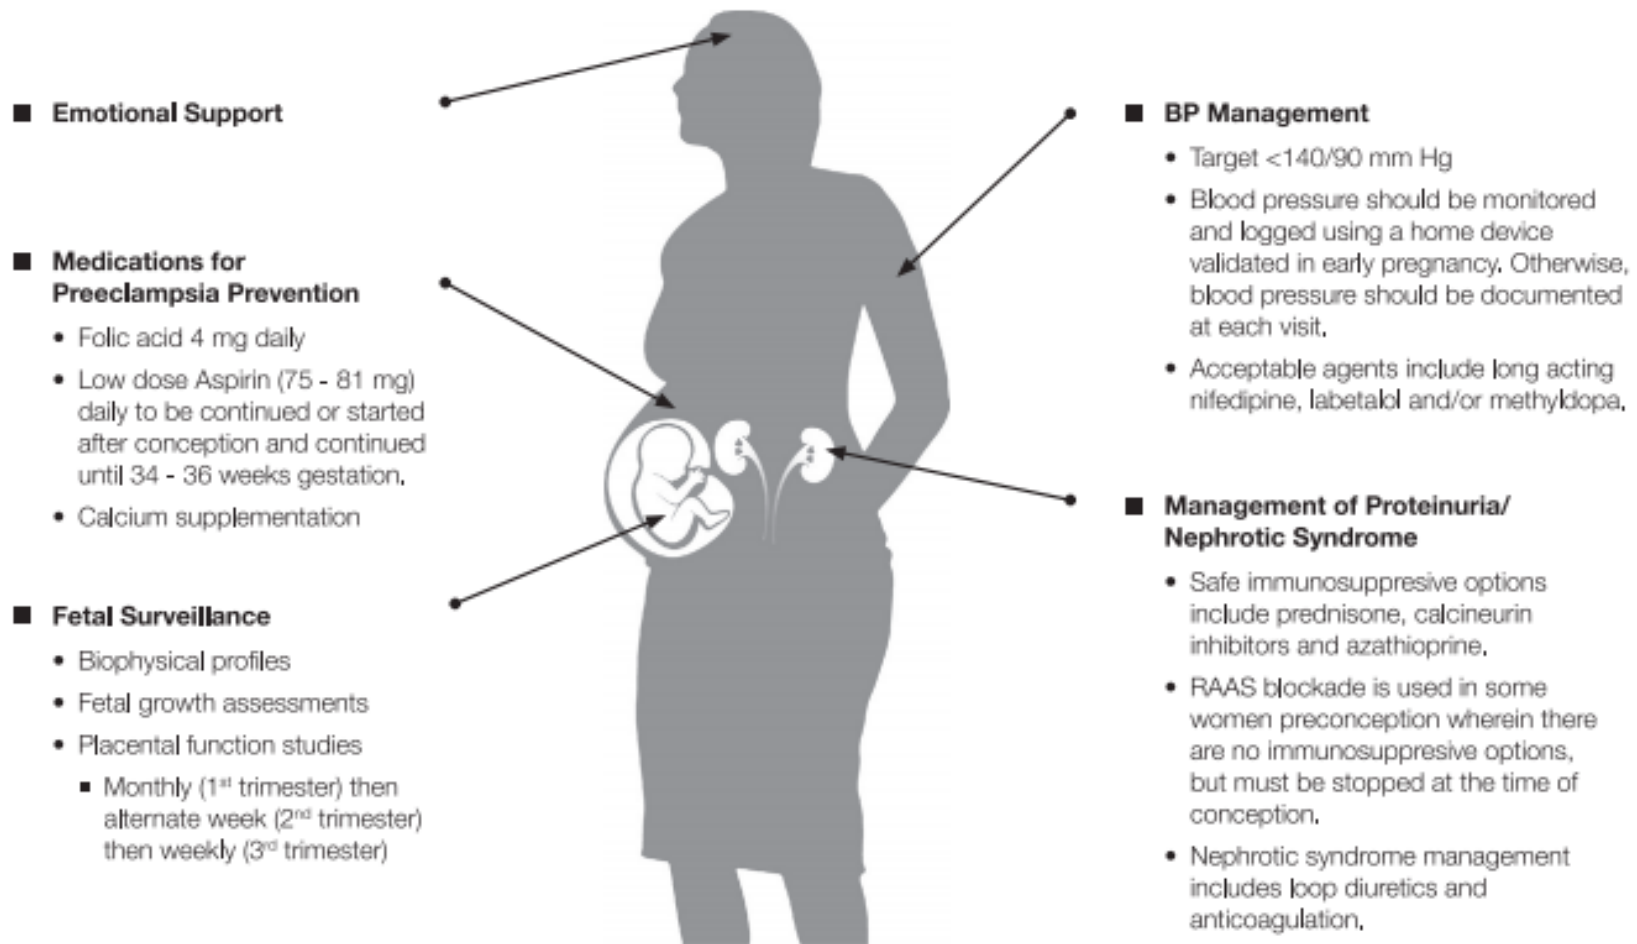 ■ Emotional Support
■ Medications for
Preeclampsia Prevention
• Folic acid 4 mg daily
• Low dose Aspirin (75 - 81 mg)
daily to be continued or started
after conception and continued
until 34 - 36 weeks gestation.
• Calcium supplementation
■ Fetal Surveillance
• Biophysical profiles
• Fetal growth assessments
• Placental function studies
■ Monthly (1st trimester) then
alternate week (2nd trimester)
then weekly (3rd trimester)
■ BP Management
• Target <140/90 mm Hg
• Blood pressure should be monitored
and logged using a home device
validated in early pregnancy. Otherwise,
blood pressure should be documented
at each visit.
• Acceptable agents include long acting
nifedipine, labetalol and/or methyldopa.
■ Management of Proteinuria/
Nephrotic Syndrome
• Safe immunosuppresive options
include prednisone, calcineurin
inhibitors and azathioprine.
• RAAS blockade is used in some
women preconception wherein there
are no immunosuppresive options,
but must be stopped at the time of
conception.
• Nephrotic syndrome management
includes loop diuretics and
anticoagulation.